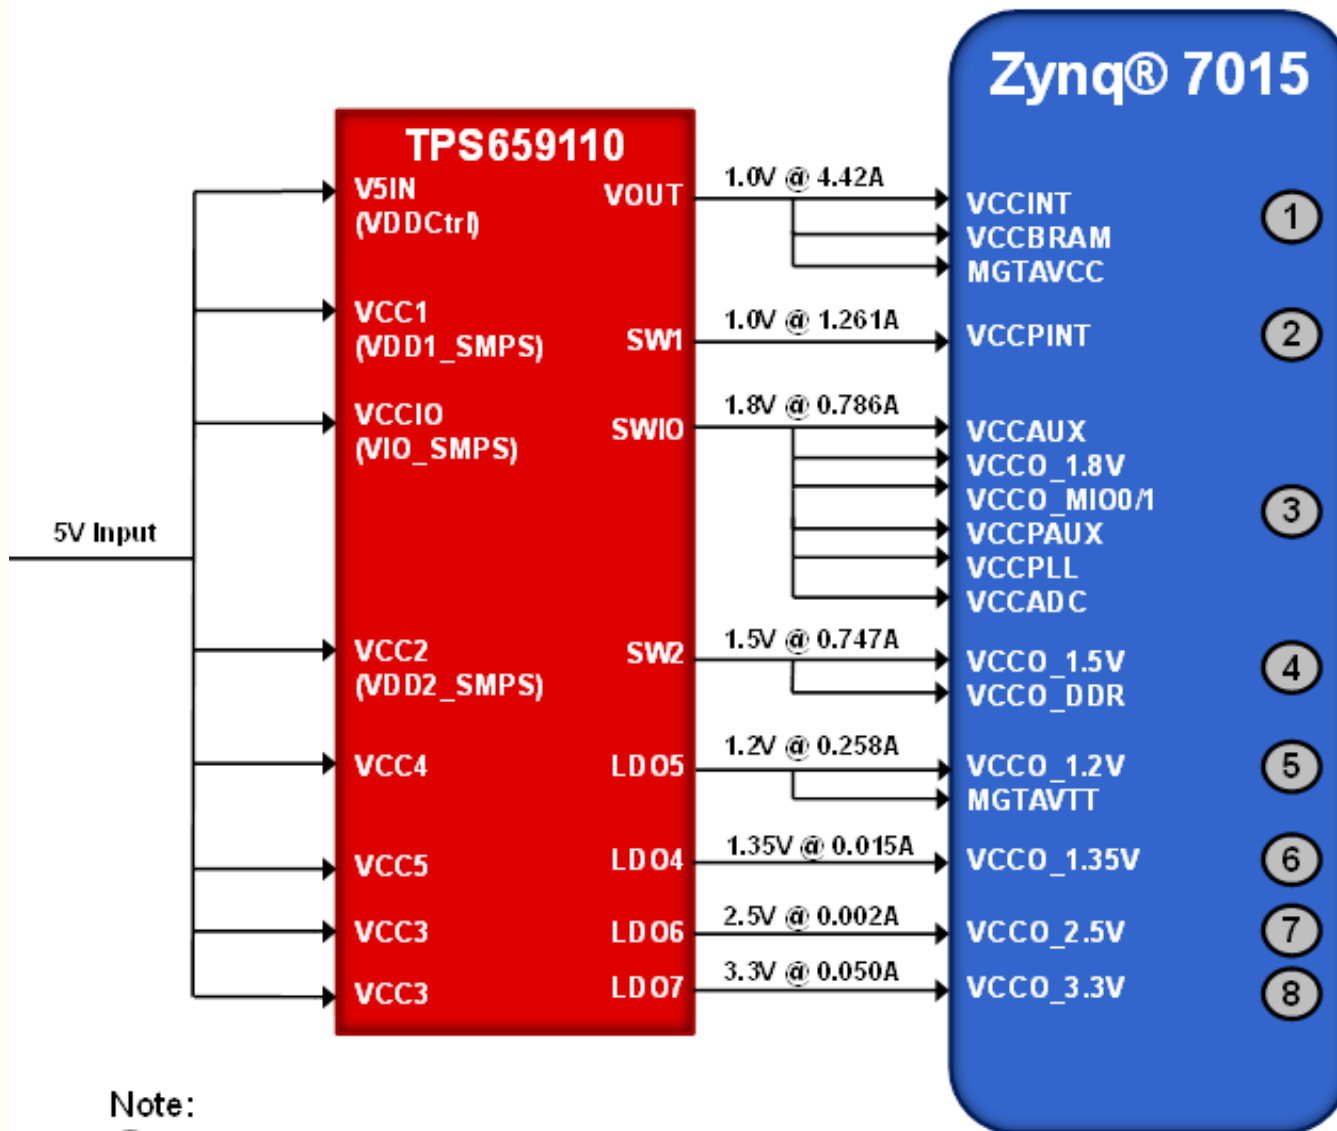 Zynq® 7015
TPS659110
V5IN
(VDDCtrl)
VOUT
1.0V @ 4.42A
VCCINT
VCCBRAM
MGTAVCC
1
VCC1
(VDD1_SMPS)
SW1
1.0V @ 1.261A
VCCPINT
2
VCCIO
(VIO_SMPS)
SWIO
1.8V @ 0.786A
VCCAUX
VCCO_1.8V
VCCO_MIO0/1
VCCPAUX
VCCPLL
VCCADC
3
5V Input
VCC2
(VDD2_SMPS)
SW2
1.5V @ 0.747A
VCCO_1.5V
VCCO_DDR
4
VCC4
LDO5
1.2V @ 0.258A
VCCO_1.2V
MGTAVTT
5
VCC5
LDO4
1.35V @ 0.015A
VCCO_1.35V
6
VCC3
LDO6
2.5V @ 0.002A
VCCO_2.5V
7
VCC3
LDO7
3.3V @ 0.050A
VCCO_3.3V
8
Note: